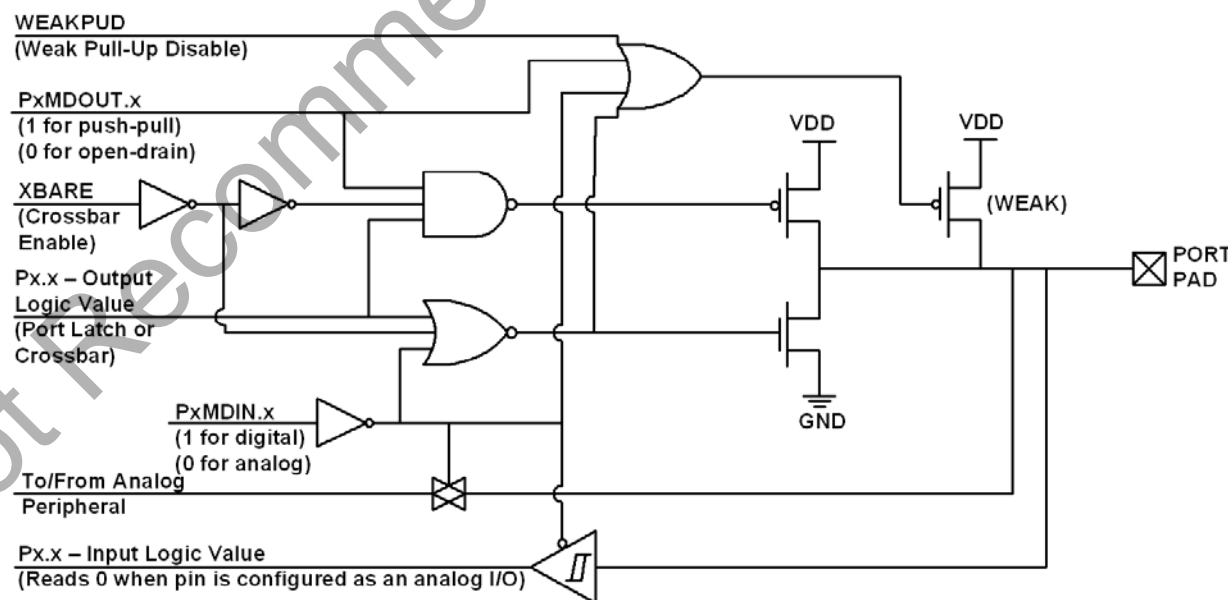 WEAKPUD
(Weak Pull-Up Disable)
PxMDOUT.x
(1 for push-pull)
(0 for open-drain)
XBARE
(Crossbar
Enable)
Px.x – Output
Logic Value
(Port Latch or
Crossbar)
PxMDIN.x
(1 for digital)
(0 for analog)
To/From Analog
Peripheral
Px.x – Input Logic Value
(Reads 0 when pin is configured as an analog I/O)
VDD
VDD
(WEAK)
GND
PORT
PAD
ot Recomme